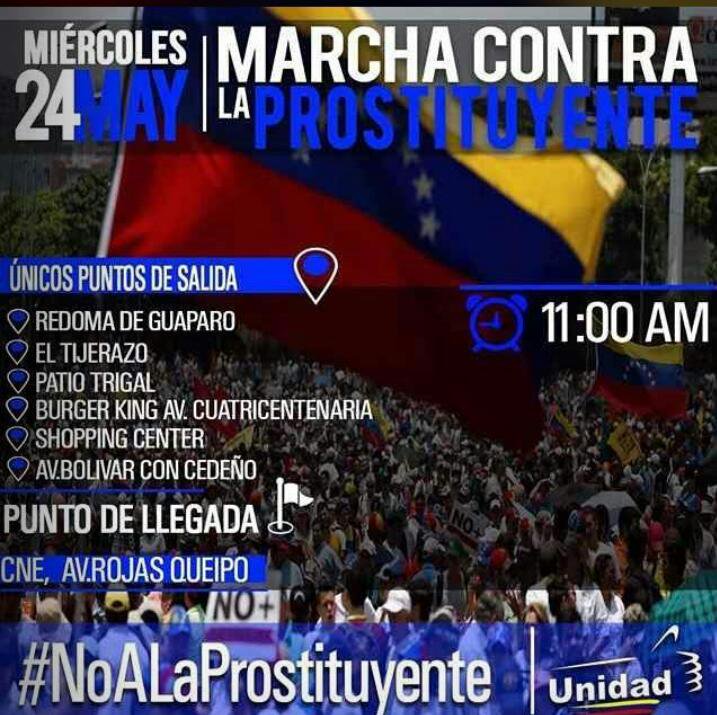 MIÉRCOLES
24MAY
MARCHA CONTRA
LA PROSTITUYENTE
ÚNICOS PUNTOS DE SALIDA
REDOMA DE GUAPARO
EL TIJERAZO
PATIO TRIGAL
BURGER KING AV. CUATRICENTENARIA
SHOPPING CENTER
AV.BOLIVAR CON CEDEÑO
11:00 AM
PUNTO DE LLEGADA
CNE, AV.ROJAS QUEIPO
NO+
#NoALaProstituyente
Unidad